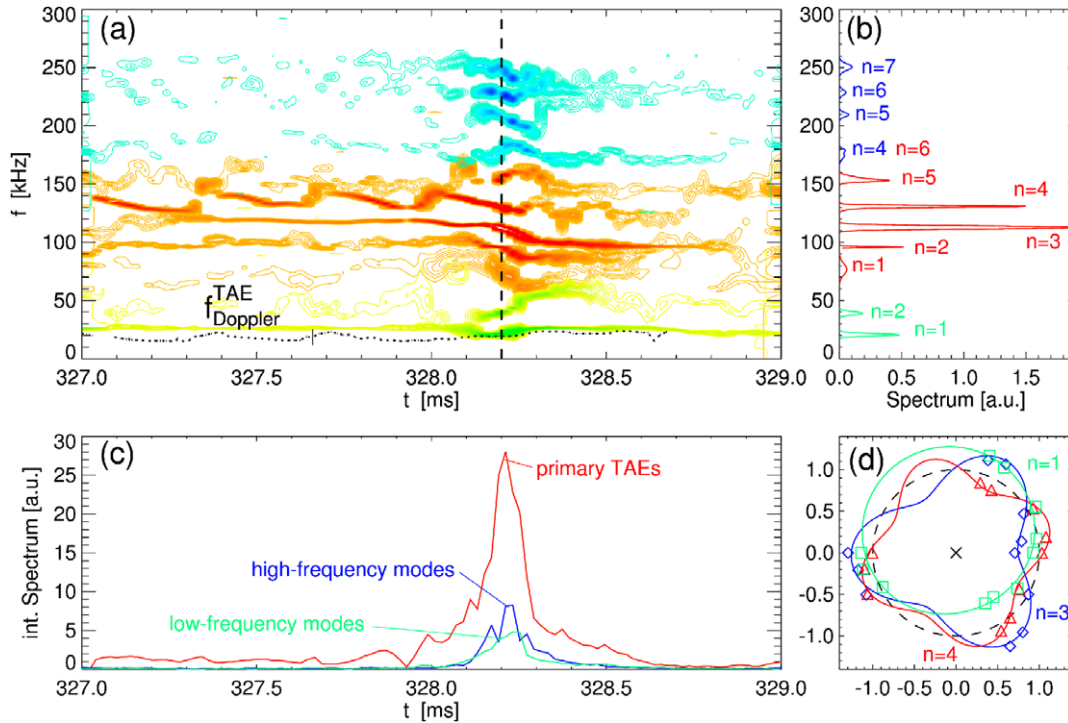 (a)
300
250
200
150
100
50
0
f [kHz]
f TAE Doppler
327.0 327.5 328.0 328.5 329.0
t [ms]
(b)
300
250
200
150
100
50
0
n=7
n=6
n=5
n=4 n=6
n=5
n=4
n=3
n=2
n=1
n=2
n=1
0.0 0.5 1.0 1.5
Spectrum [a.u.]
(c)
30
25
20
15
10
5
0
int. Spectrum [a.u.]
primary TAEs
high-frequency modes
low-frequency modes
327.0 327.5 328.0 328.5 329.0
t [ms]
(d)
n=1
1.0
0.5
0.0
-0.5
-1.0
n=3
n=4
-1.0 -0.5 0.0 0.5 1.0